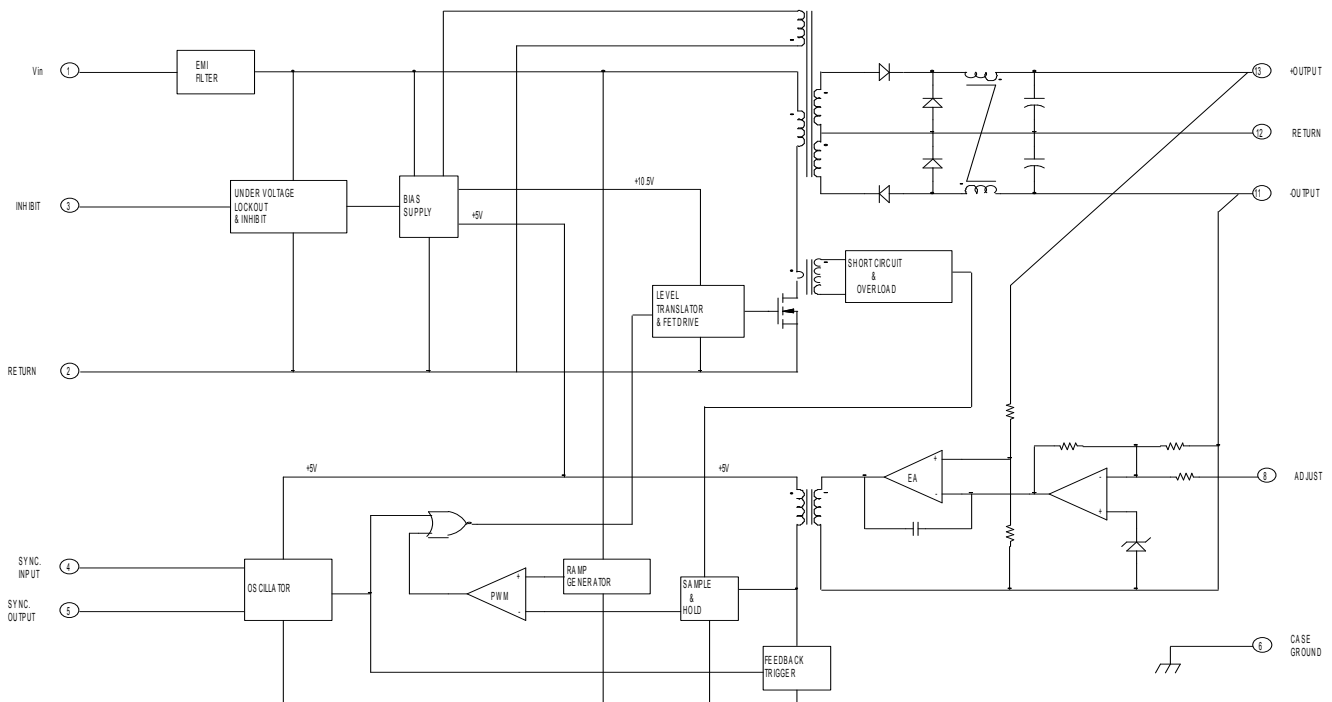 Vin
1
EMI
FILTER
13
+OUTPUT
12
RETURN
INHIBIT
3
UNDER VOLTAGE
LOCKOUT
& INHIBIT
BIAS
SUPPLY
+10.5V
+5V
11
-OUTPUT
SHORT CIRCUIT
&
OVERLOAD
LEVEL
TRANSLATOR
& FET DRIVE
RETURN
2
+5V
+5V
+
EA
-
-
+
8
ADJUST
SYNC.
INPUT
4
SYNC.
OUTPUT
5
OSCILLATOR
+
PWM
-
RAMP
GENERATOR
SAMPLE
&
HOLD
FEEDBACK
TRIGGER
6
CASE
GROUND